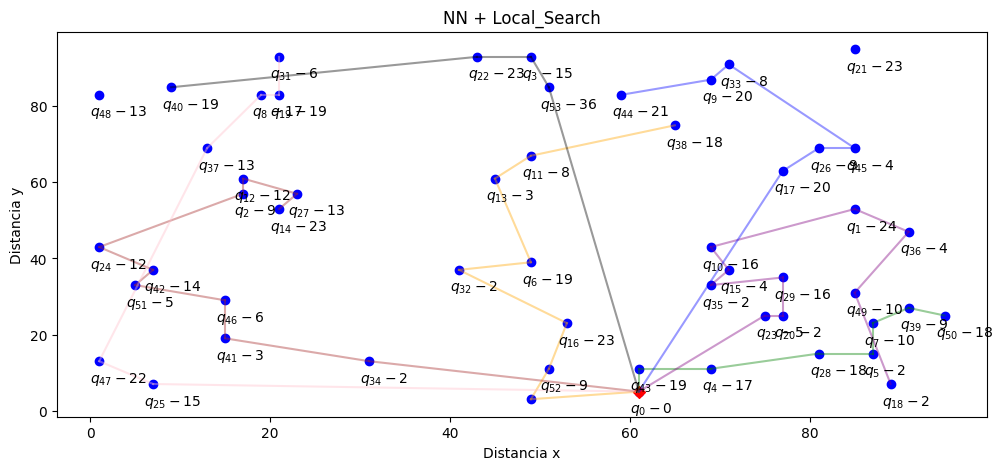 NN + Local_Search
q21 − 23
q31 − 6
q22 − 23
q3 − 15
q33 − 8
q48 − 13
q40 − 19
q8
q19 − 19
q53 − 36
q44 − 21
q9 − 20
q38 − 18
q37 − 13
q11 − 8
q26 − 9
q45 − 4
q12 − 12
q13 − 3
q17 − 20
q2 − 9
q27 − 13
q14 − 23
q1 − 24
q36 − 4
q24 − 12
q10 − 16
q42 − 14
q32 − 2
q6 − 19
q15 − 4
q29 − 16
q51 − 5
q35 − 2
q49 − 10
q46 − 6
q39 − 9
q50 − 18
q41 − 3
q16 − 23
q23 − 5
q20 − 2
q7 − 10
q47 − 22
q34 − 2
q52 − 9
q43 − 19
q4 − 17
q28 − 18
q5 − 2
q25 − 15
q0 − 0
q18 − 2
80
60
40
20
0
Distancia y
0 20 40 60 80
Distancia x